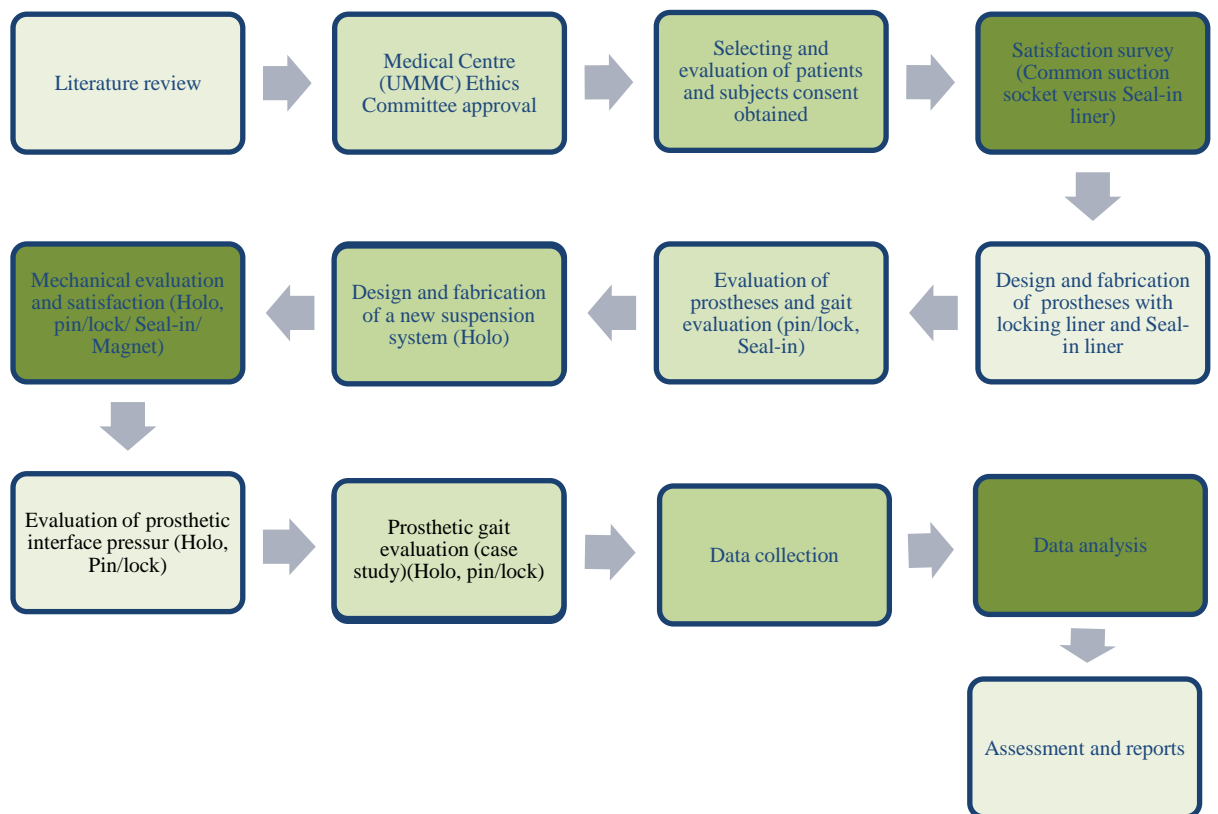 Literature review
Medical Centre
(UMMC) Ethics
Committee approval
Selecting and
evaluation of patients
and subjects consent
obtained
Satisfaction survey
(Common suction
socket versus Seal-in
liner)
Design and fabrication
of prostheses with
locking liner and Seal-
in liner
Evaluation of
prostheses and gait
evaluation (pin/lock,
Seal-in)
Design and fabrication
of a new suspension
system (Holo)
Mechanical evaluation
and satisfaction (Holo,
pin/lock/ Seal-in/
Magnet)
Evaluation of prosthetic
interface pressur (Holo,
Pin/lock)
Prosthetic gait
evaluation (case
study)(Holo, pin/lock)
Data collection
Data analysis
Assessment and reports